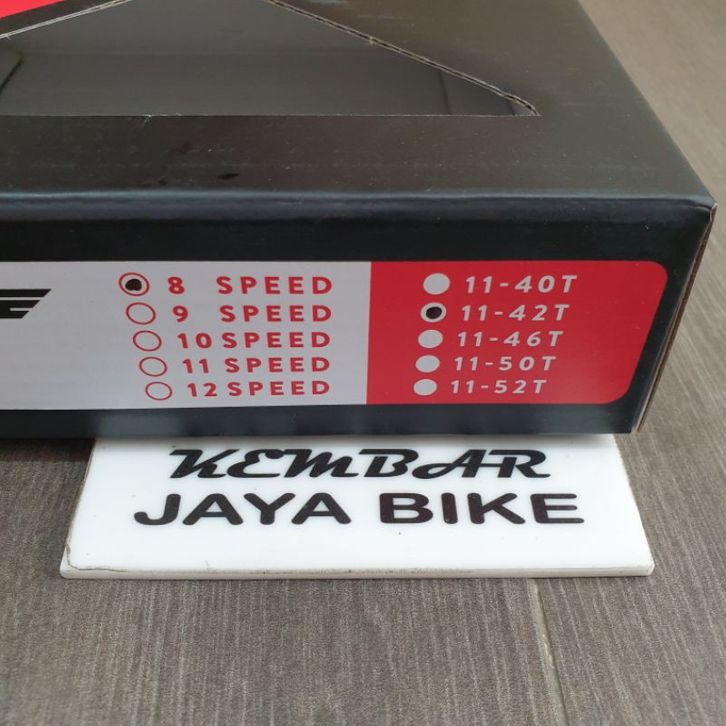 8 SPEED
9 SPEED
10 SPEED
11 SPEED
12 SPEED
11-40T
11-42T
11-46T
11-50T
11-52T
KEMBAR
JAYA BIKE